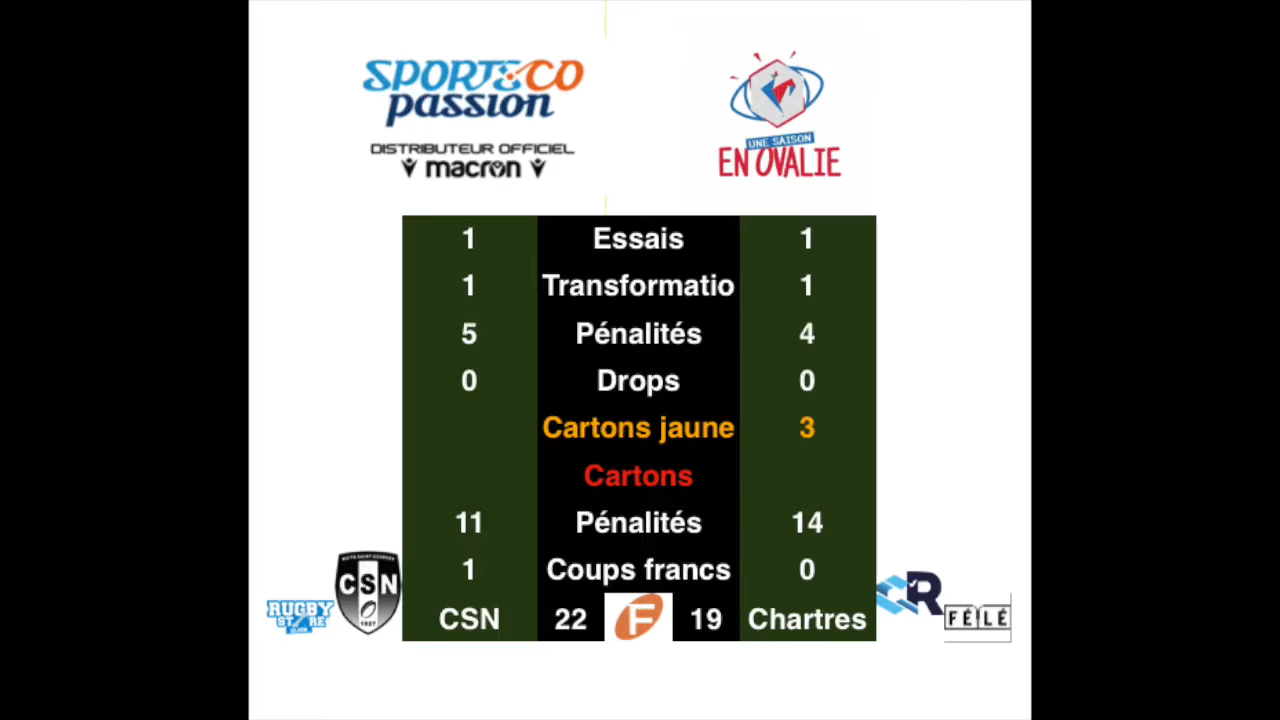 SPORT&CO
passion
DISTRIBUTEUR OFFICIEL
macron
UNE SAISON
EN OVALIE
1 Essais 1
1 Transformatio 1
5 Pénalités 4
0 Drops 0
Cartons jaune 3
Cartons
11 Pénalités 14
1 Coups francs 0
CSN 22 F 19 Chartres
CSN
1927
RUGBY
STORE
CR
FÉLÉ